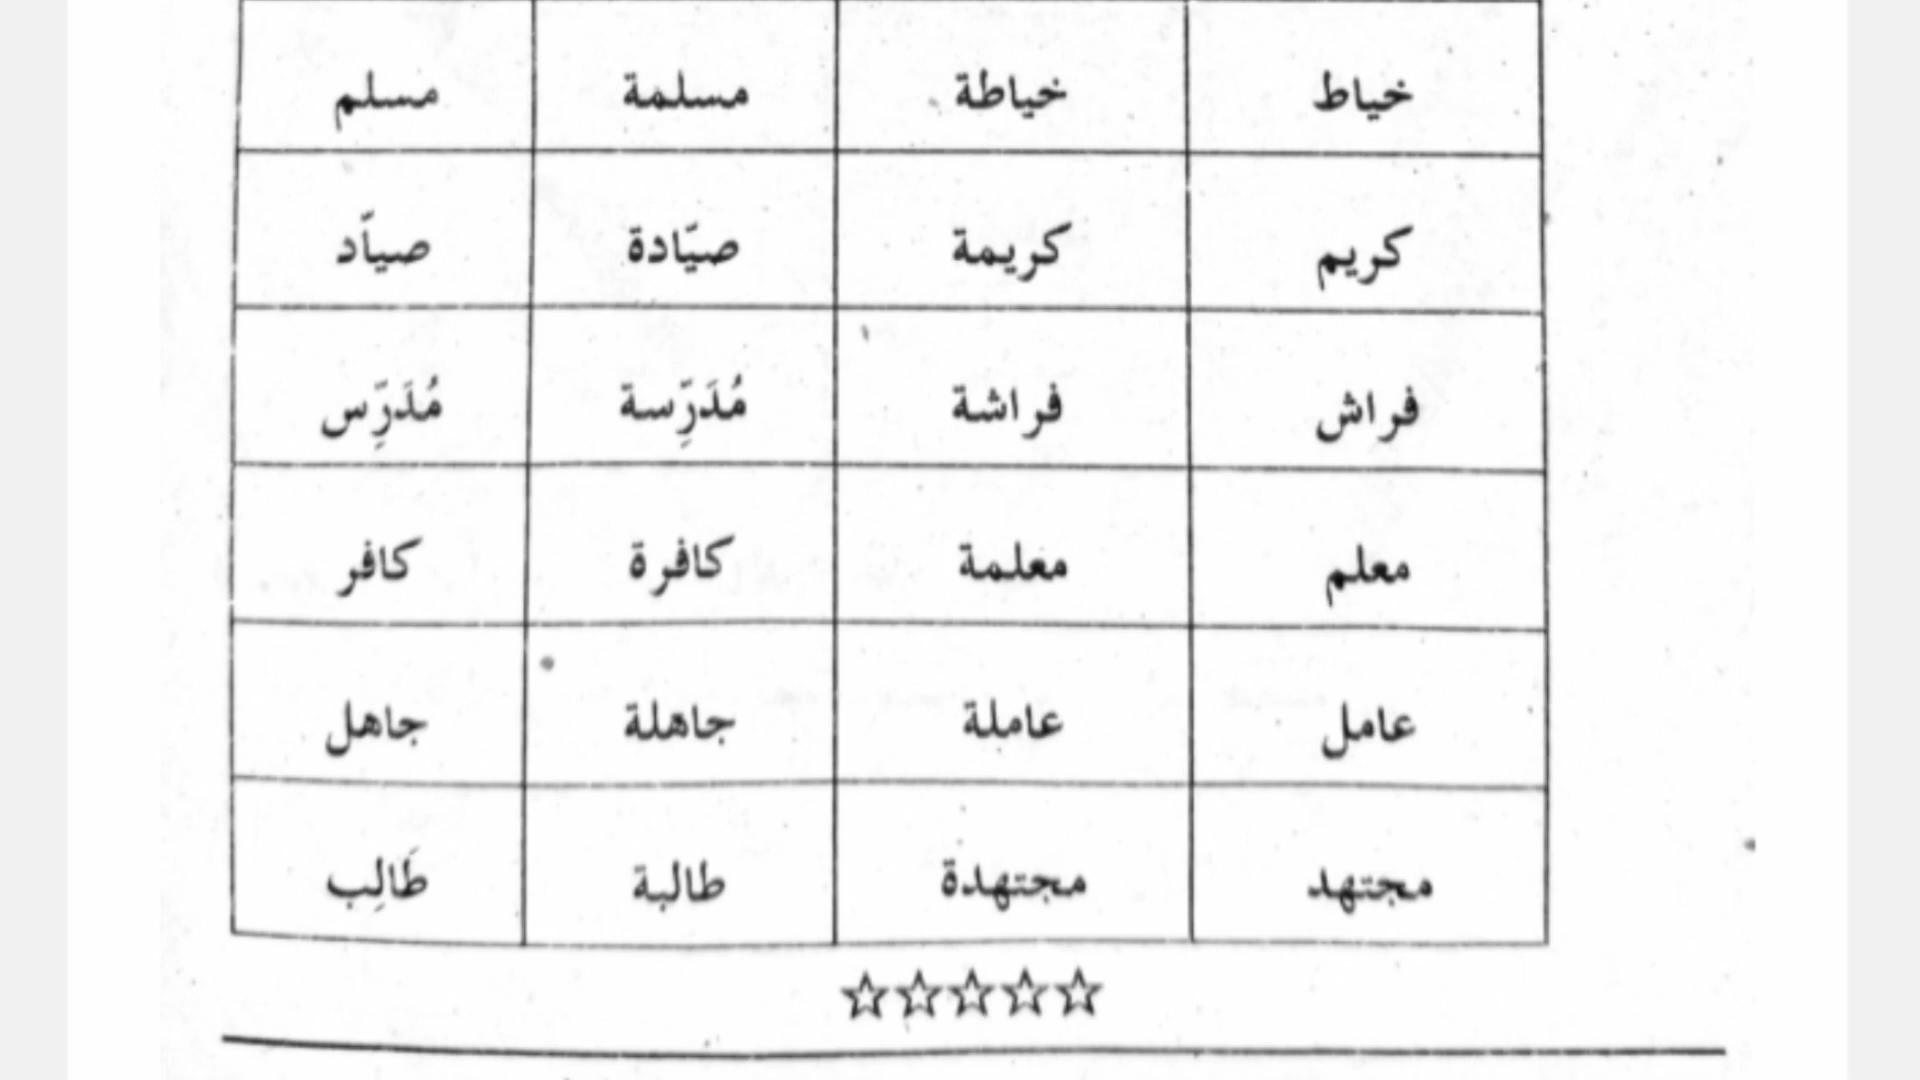 خياط خياطة مسلمة مسلم
كريم كريمة صيّادة صيّاد
فراش فراشة مُدَرِّسة مُدَرِّس
معلم معلمة كافرة كافر
عامل عاملة جاهلة جاهل
مجتهد مجتهدة طالبة طَالِب
☆☆☆☆☆